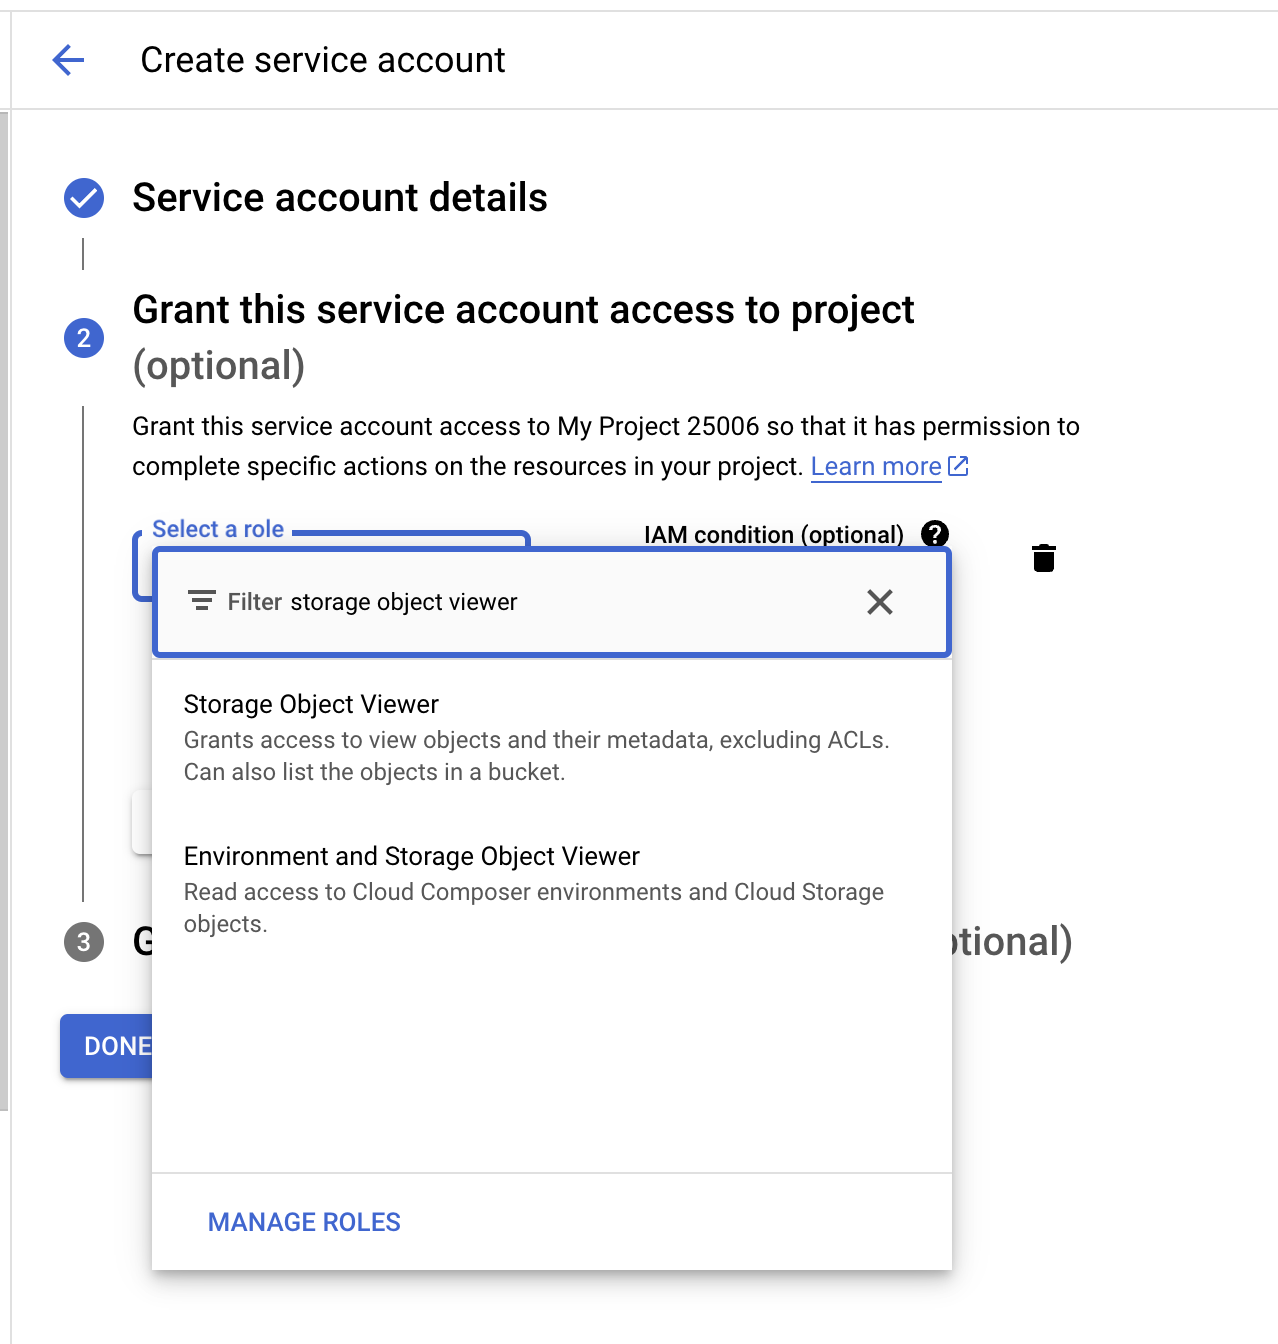 Create service account
Service account details
2
Grant this service account access to project
(optional)
Grant this service account access to My Project 25006 so that it has permission to
complete specific actions on the resources in your project. Learn more
Select a role
IAM condition (optional) ?
Filter storage object viewer
Storage Object Viewer
Grants access to view objects and their metadata, excluding ACLs.
Can also list the objects in a bucket.
Environment and Storage Object Viewer
Read access to Cloud Composer environments and Cloud Storage
objects.
3
DONE
MANAGE ROLES